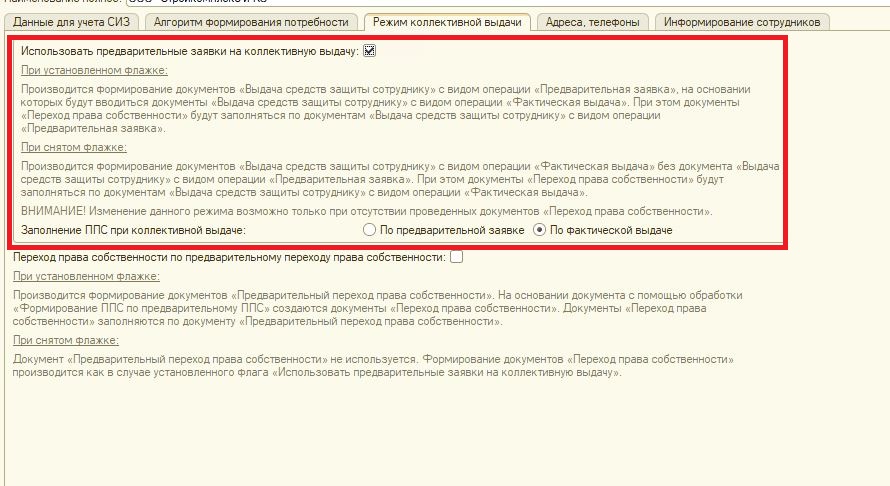 Данные для учета СИЗ
Алгоритм формирования потребности
Режим коллективной выдачи
Адреса, телефоны
Информирование сотрудников
Использовать предварительные заявки на коллективную выдачу:
При установленном флажке:
Производится формирование документов «Выдача средств защиты сотруднику» с видом операции «Предварительная заявка», на основании
которых будут вводиться документы «Выдача средств защиты сотруднику» с видом операции «Фактическая выдача». При этом документы
«Переход права собственности» будут заполняться по документам «Выдача средств защиты сотруднику» с видом операции
«Предварительная заявка».
При снятом флажке:
Производится формирование документов «Выдача средств защиты сотруднику» с видом операции «Фактическая выдача» без документа «Выдача
средств защиты сотруднику» с видом операции «Предварительная заявка». При этом документы «Переход права собственности» будут
заполняться по документам «Выдача средств защиты сотруднику» с видом операции «Фактическая выдача».
ВНИМАНИЕ! Изменение данного режима возможно только при отсутствии проведенных документов «Переход права собственности».
Заполнение ППС при коллективной выдаче: По предварительной заявке По фактической выдаче
Переход права собственности по предварительному переходу права собственности:
При установленном флажке:
Производится формирование документов «Предварительный переход права собственности». На основании документа с помощью обработки
«Формирование ППС по предварительному ППС» создаются документы «Переход права собственности». Документы «Переход права
собственности» заполняются по документу «Предварительный переход права собственности».
При снятом флажке:
Документ «Предварительный переход права собственности» не используется. Формирование документов «Переход права собственности»
производится как в случае установленного флага «Использовать предварительные заявки на коллективную выдачу».